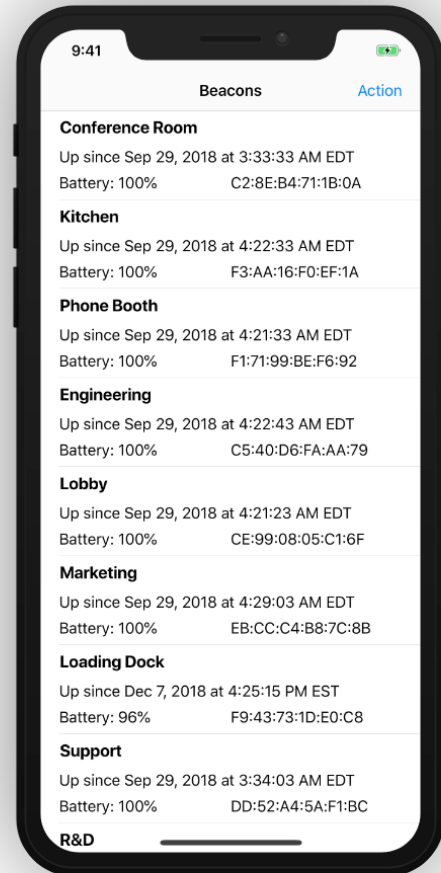 9:41
Beacons Action
Conference Room
Up since Sep 29, 2018 at 3:33:33 AM EDT
Battery: 100% C2:8E:B4:71:1B:0A
Kitchen
Up since Sep 29, 2018 at 4:22:33 AM EDT
Battery: 100% F3:AA:16:F0:EF:1A
Phone Booth
Up since Sep 29, 2018 at 4:21:33 AM EDT
Battery: 100% F1:71:99:BE:F6:92
Engineering
Up since Sep 29, 2018 at 4:22:43 AM EDT
Battery: 100% C5:40:D6:FA:AA:79
Lobby
Up since Sep 29, 2018 at 4:21:23 AM EDT
Battery: 100% CE:99:08:05:C1:6F
Marketing
Up since Sep 29, 2018 at 4:29:03 AM EDT
Battery: 100% EB:CC:C4:B8:7C:8B
Loading Dock
Up since Dec 7, 2018 at 4:25:15 PM EST
Battery: 96% F9:43:73:1D:E0:C8
Support
Up since Sep 29, 2018 at 3:34:03 AM EDT
Battery: 100% DD:52:A4:5A:F1:BC
R&D